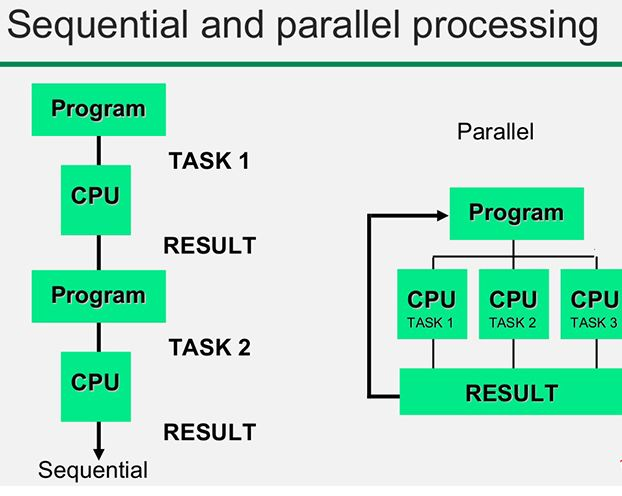 Sequential and parallel processing
Program
TASK 1
CPU
RESULT
Program
TASK 2
CPU
RESULT
Sequential
Parallel
Program
CPU CPU CPU
TASK 1 TASK 2 TASK 3
RESULT